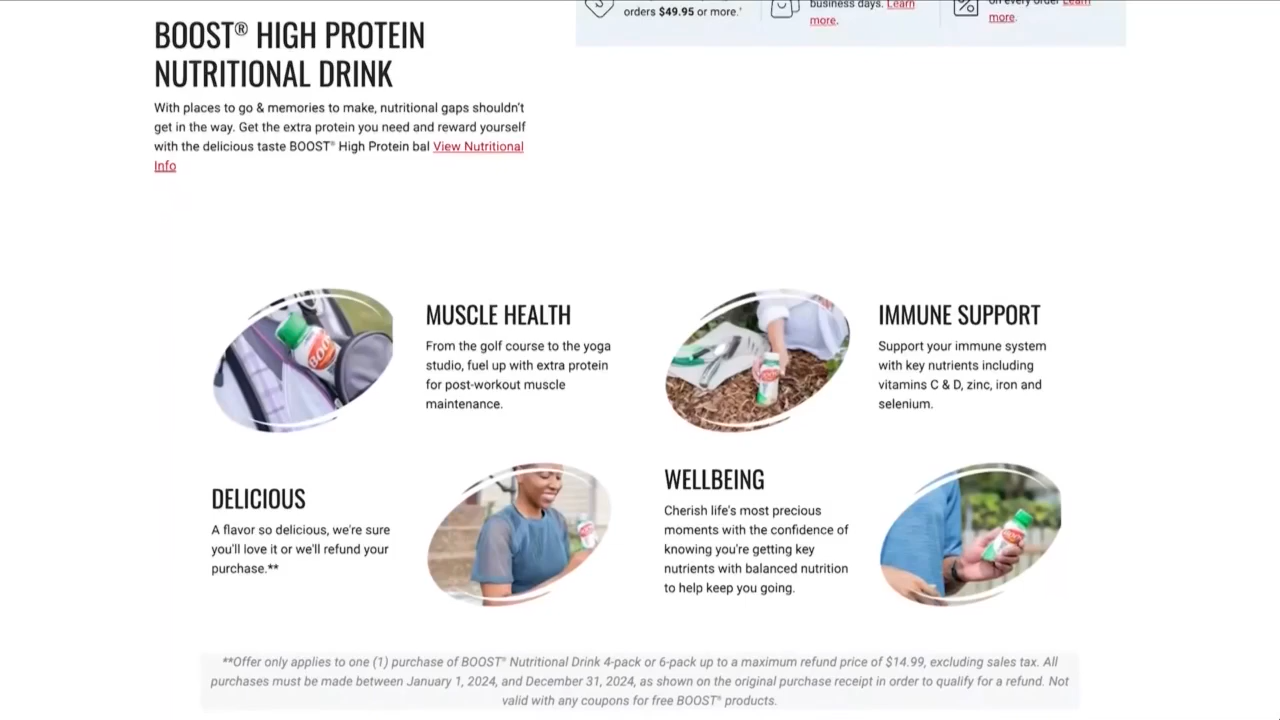 orders $49.95 or more.†
business days. Learn
more.
on every order Learn
more.
BOOST® HIGH PROTEIN
NUTRITIONAL DRINK
With places to go & memories to make, nutritional gaps shouldn't
get in the way. Get the extra protein you need and reward yourself
with the delicious taste BOOST® High Protein bal View Nutritional
Info
MUSCLE HEALTH
From the golf course to the yoga
studio, fuel up with extra protein
for post-workout muscle
maintenance.
IMMUNE SUPPORT
Support your immune system
with key nutrients including
vitamins C & D, zinc, iron and
selenium.
DELICIOUS
A flavor so delicious, we're sure
you'll love it or we'll refund your
purchase.**
WELLBEING
Cherish life's most precious
moments with the confidence of
knowing you're getting key
nutrients with balanced nutrition
to help keep you going.
**Offer only applies to one (1) purchase of BOOST® Nutritional Drink 4-pack or 6-pack up to a maximum refund price of $14.99, excluding sales tax. All
purchases must be made between January 1, 2024, and December 31, 2024, as shown on the original purchase receipt in order to qualify for a refund. Not
valid with any coupons for free BOOST® products.